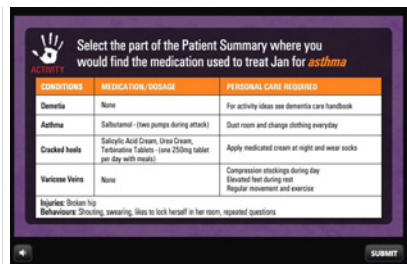 Select the part of the Patient Summary where you
would find the medication used to treat Jan for asthma
ACTIVITY
CONDITIONS MEDICATION/DOSAGE PERSONAL CARE REQUIRED
Demetia None For activity ideas see dementia care handbook
Asthma Salbutamol - (two pumps during attack) Dust room and change clothing everyday
Cracked heels Salicylic Acid Cream, Urea Cream,
Terbinatine Tablets - (one 250mg tablet
per day with meals) Apply medicated cream at night and wear socks
Varicose Veins None Compression stockings during day
Elevated feet during rest
Regular movement and exercise
Injuries: Broken hip
Behaviours: Shouting, swearing, likes to lock herself in her room, repeated questions
SUBMIT